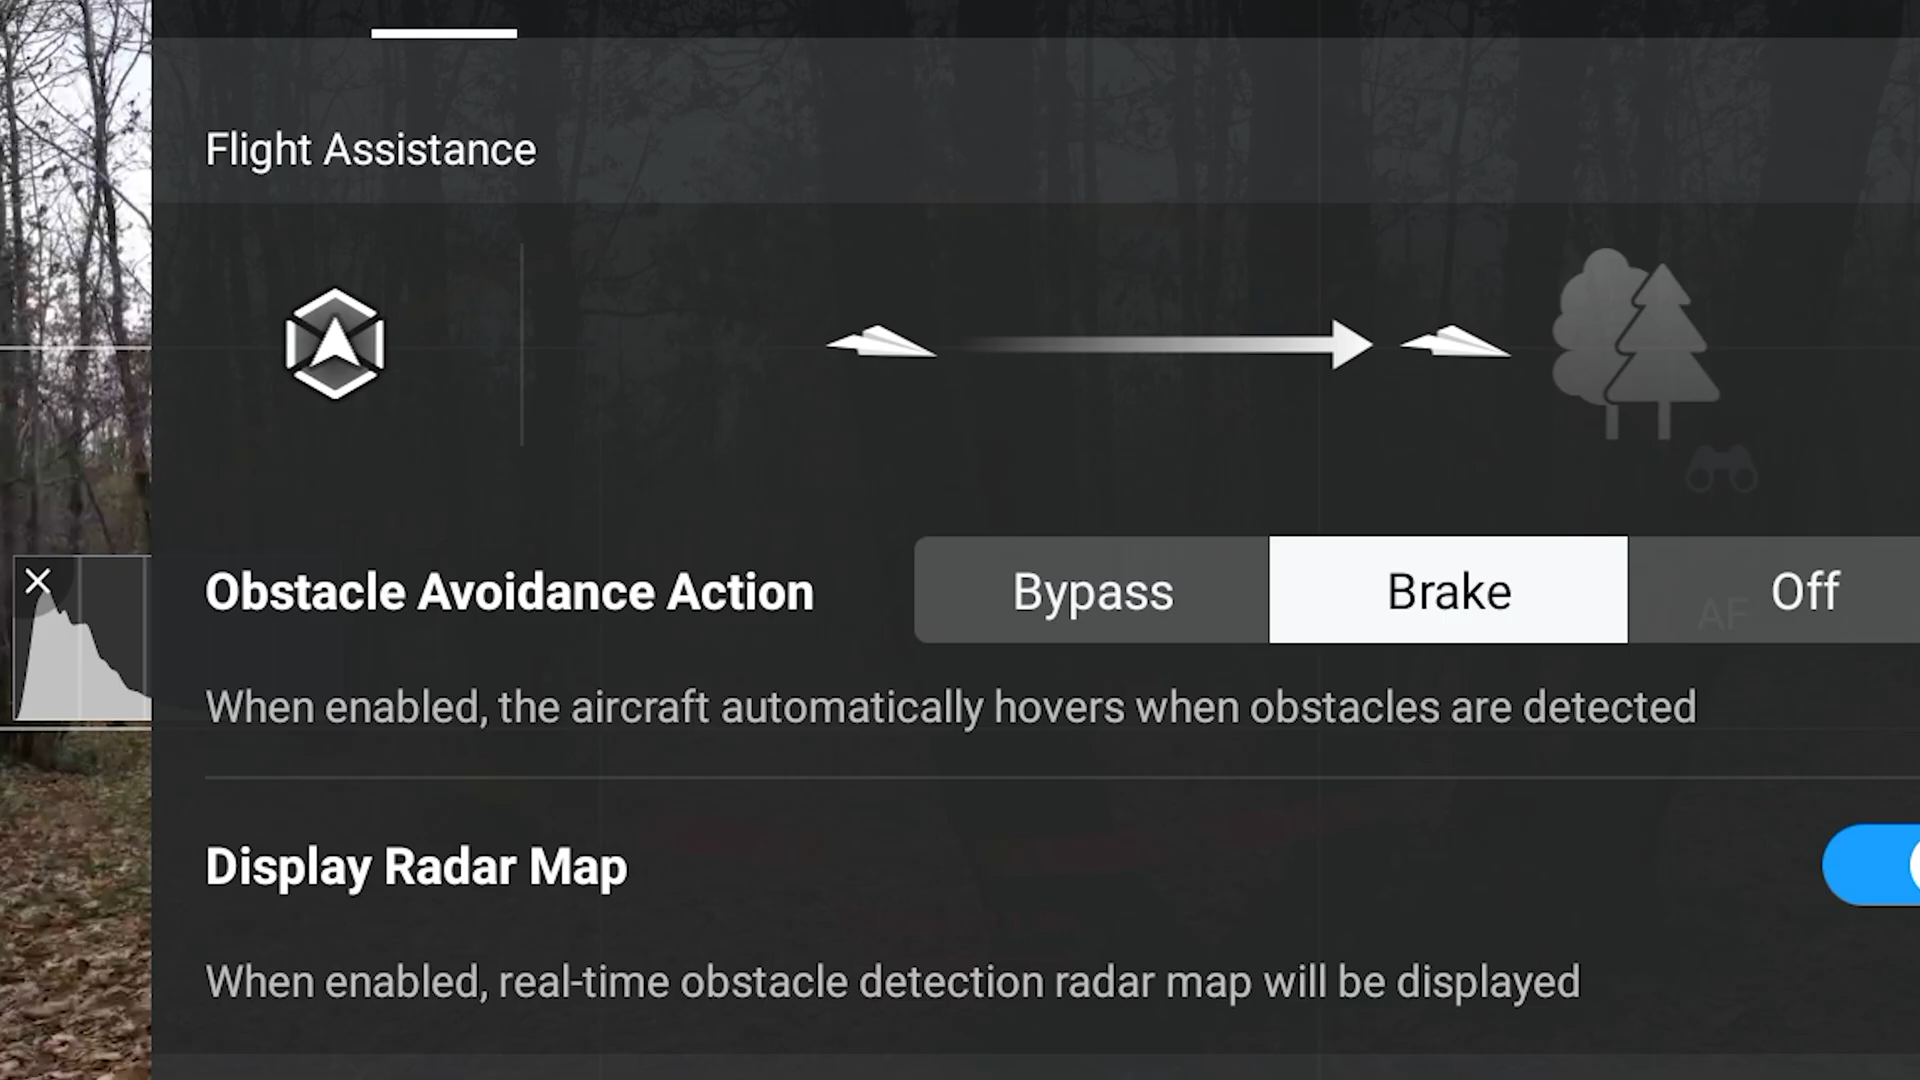 Flight Assistance
Obstacle Avoidance Action
Bypass
Brake
Off
AF
When enabled, the aircraft automatically hovers when obstacles are detected
Display Radar Map
When enabled, real-time obstacle detection radar map will be displayed